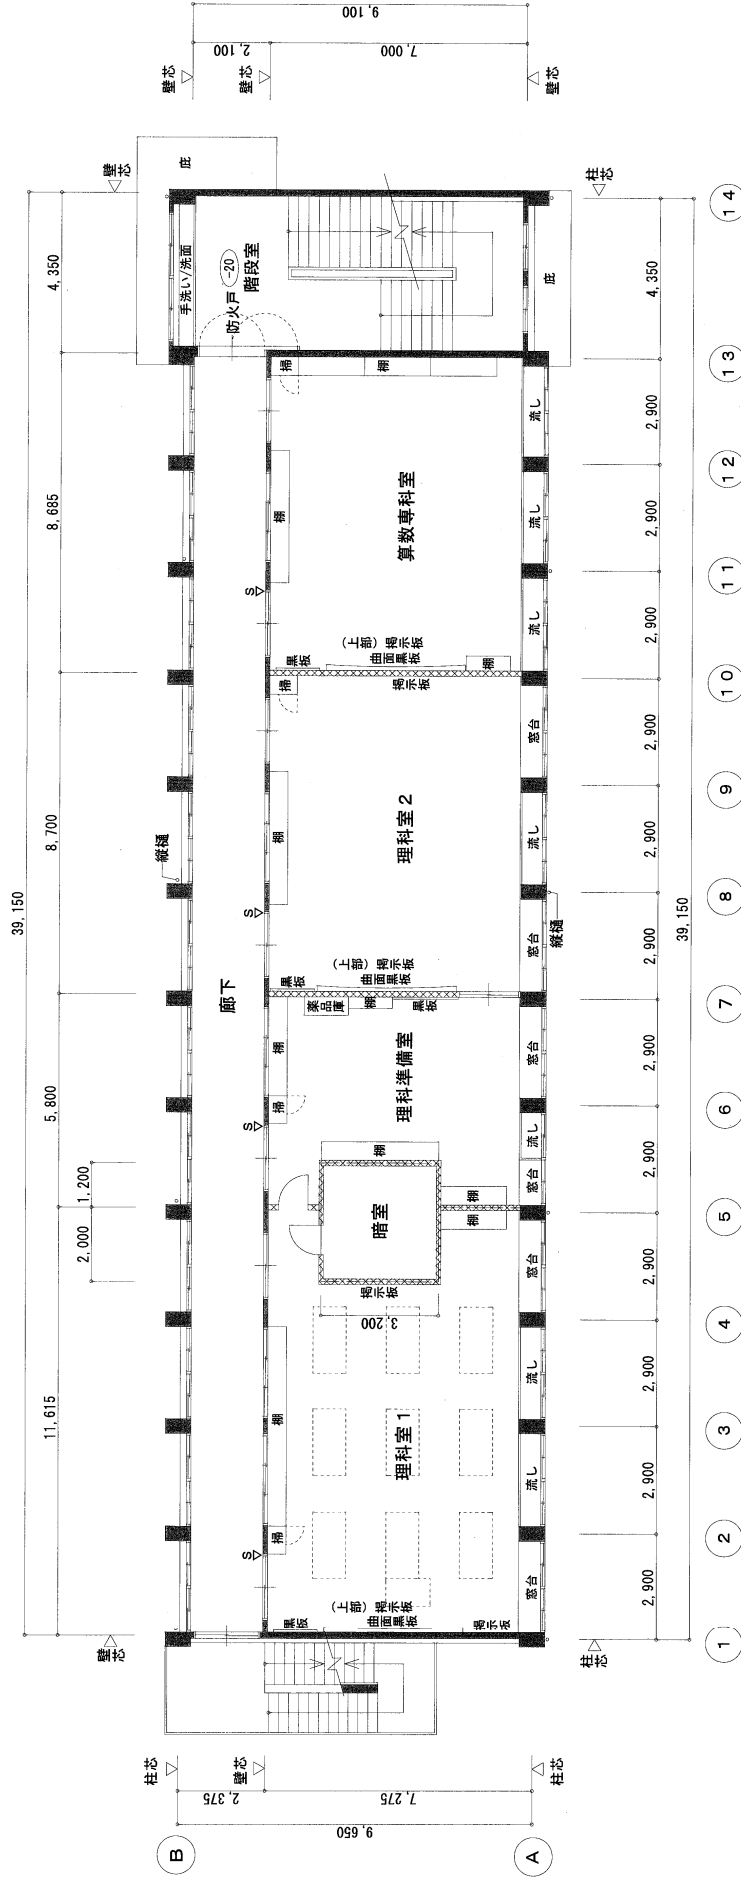 39,150
11,615
5,800
8,700
8,685
4,350
2,000
1,200
壁芯
縦樋
壁芯
庇
手洗い/洗面
廊下
防火戸
-20
階段室
S
S
S
S
黒板
掃
棚
掃
棚
黒板
棚
掃
黒板
棚
掃
(上部) 掲示板
曲面黒板
掲示板
理科室1
3,200
掲示板
暗室
棚
棚
棚
理科準備室
薬品庫
棚
黒板
(上部) 掲示板
曲面黒板
理科室2
掲示板
(上部) 掲示板
曲面黒板
棚
算数専科室
棚
窓台
流し
流し
窓台
窓台
流し
窓台
窓台
流し
窓台
流し
流し
流し
庇
縦樋
柱芯
柱芯
2,900
2,900
2,900
2,900
2,900
2,900
2,900
2,900
2,900
2,900
2,900
2,900
4,350
39,150
1
2
3
4
5
6
7
8
9
10
11
12
13
14
B
A
柱芯
壁芯
柱芯
2,375
7,275
9,650
壁芯
壁芯
壁芯
2,100
7,000
9,100